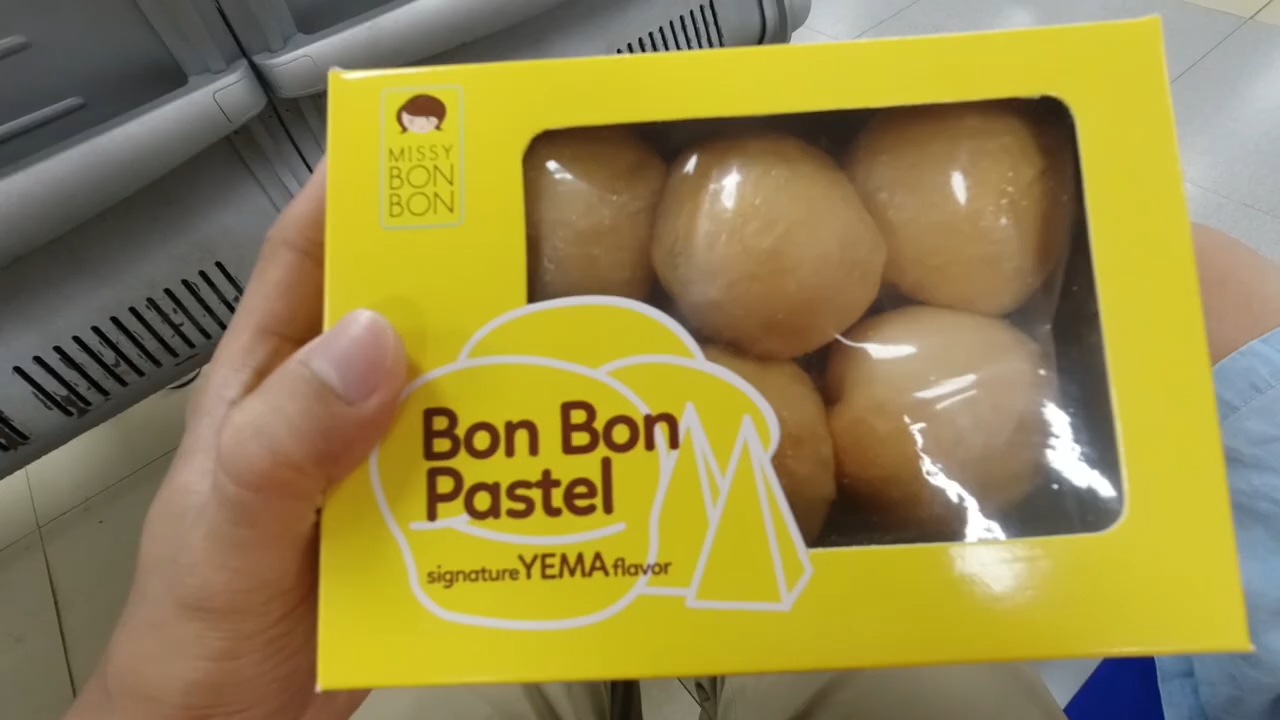 MISSY
BON
BON
Bon Bon
Pastel
signature YEMA flavor